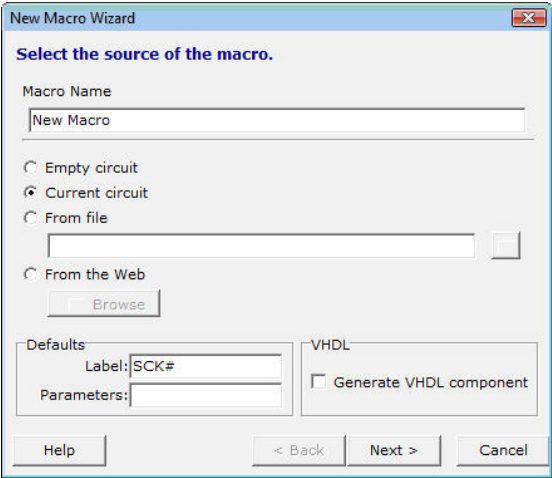 New Macro Wizard
Select the source of the macro.
Macro Name
New Macro
Empty circuit
Current circuit
From file
From the Web
Browse
Defaults
Label: SCK#
Parameters:
VHDL
Generate VHDL component
Help
< Back
Next >
Cancel